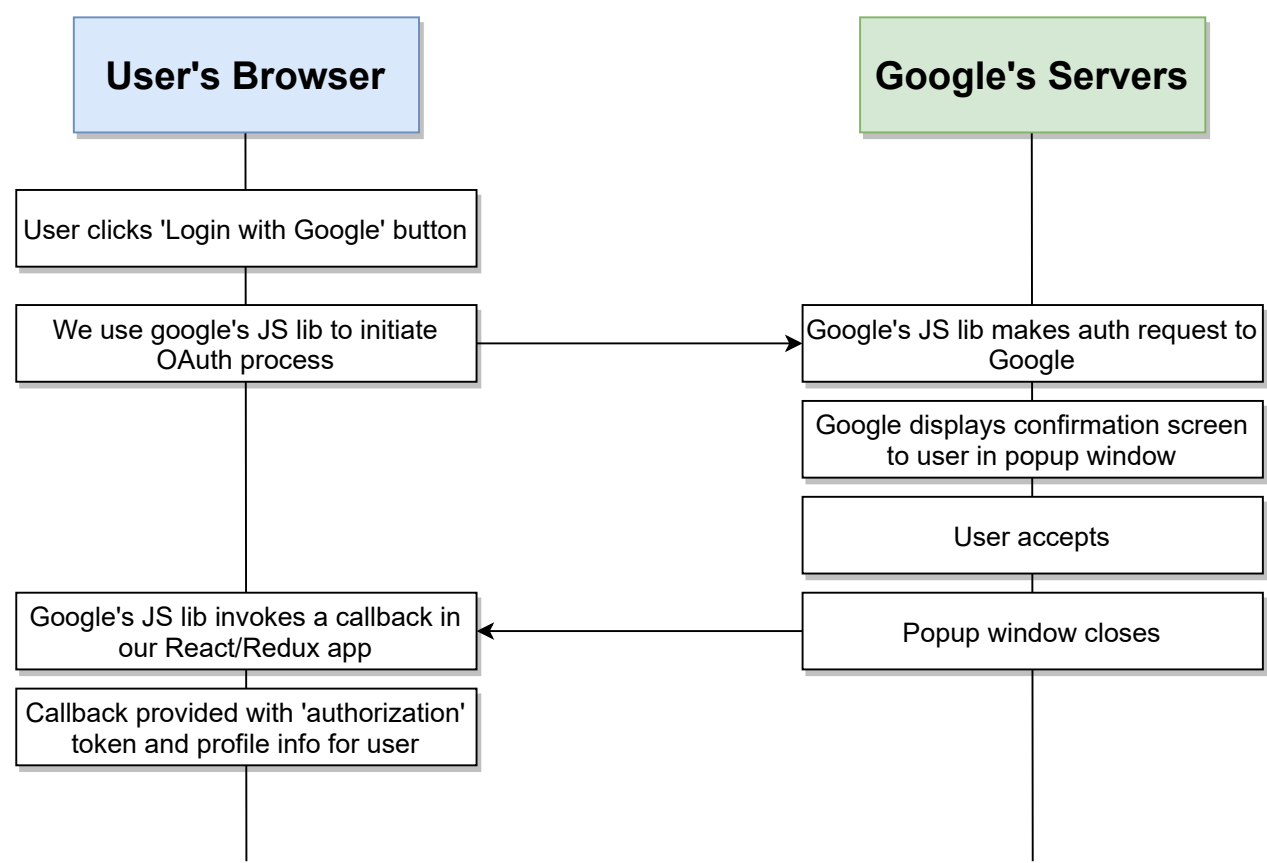 User's Browser
Google's Servers
User clicks 'Login with Google' button
We use google's JS lib to initiate
OAuth process
Google's JS lib makes auth request to
Google
Google displays confirmation screen
to user in popup window
User accepts
Popup window closes
Google's JS lib invokes a callback in
our React/Redux app
Callback provided with 'authorization'
token and profile info for user